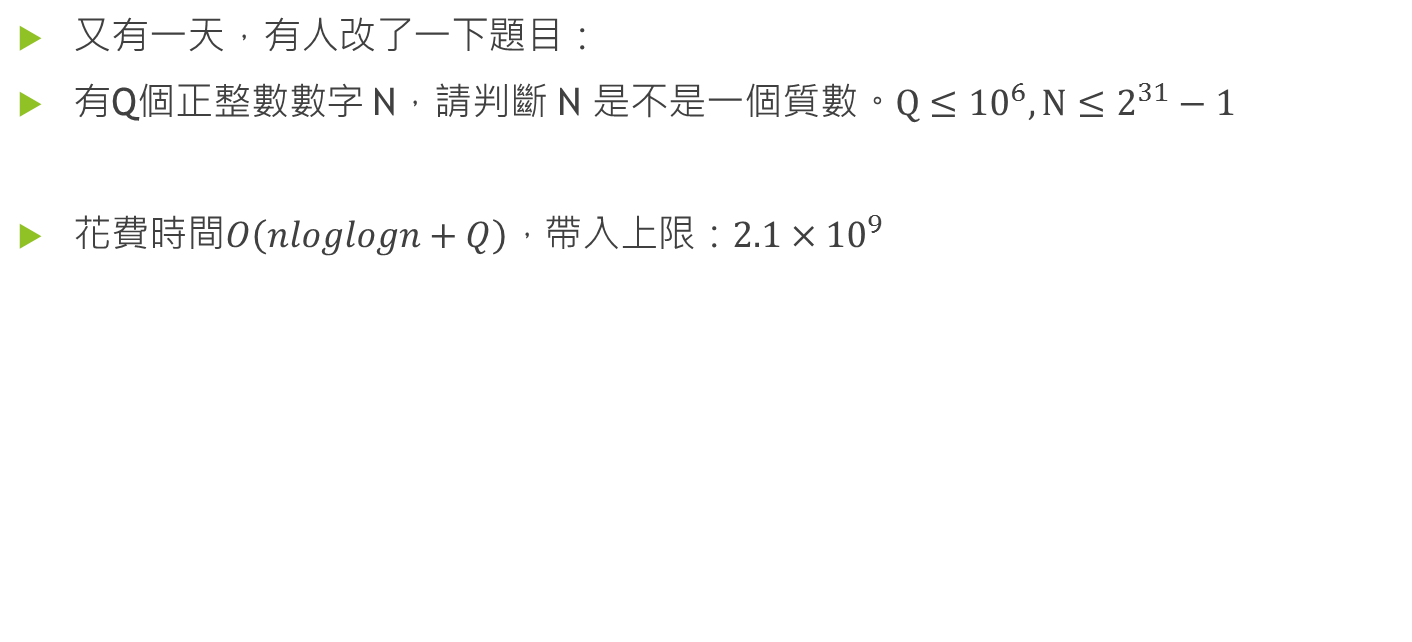 又有一天，有人改了一下題目：
有Q個正整數數字 N，請判斷 N 是不是一個質數。Q ≤ 10⁶, N ≤ 2³¹ − 1
花費時間O(nloglogn + Q)，帶入上限：2.1 × 10⁹